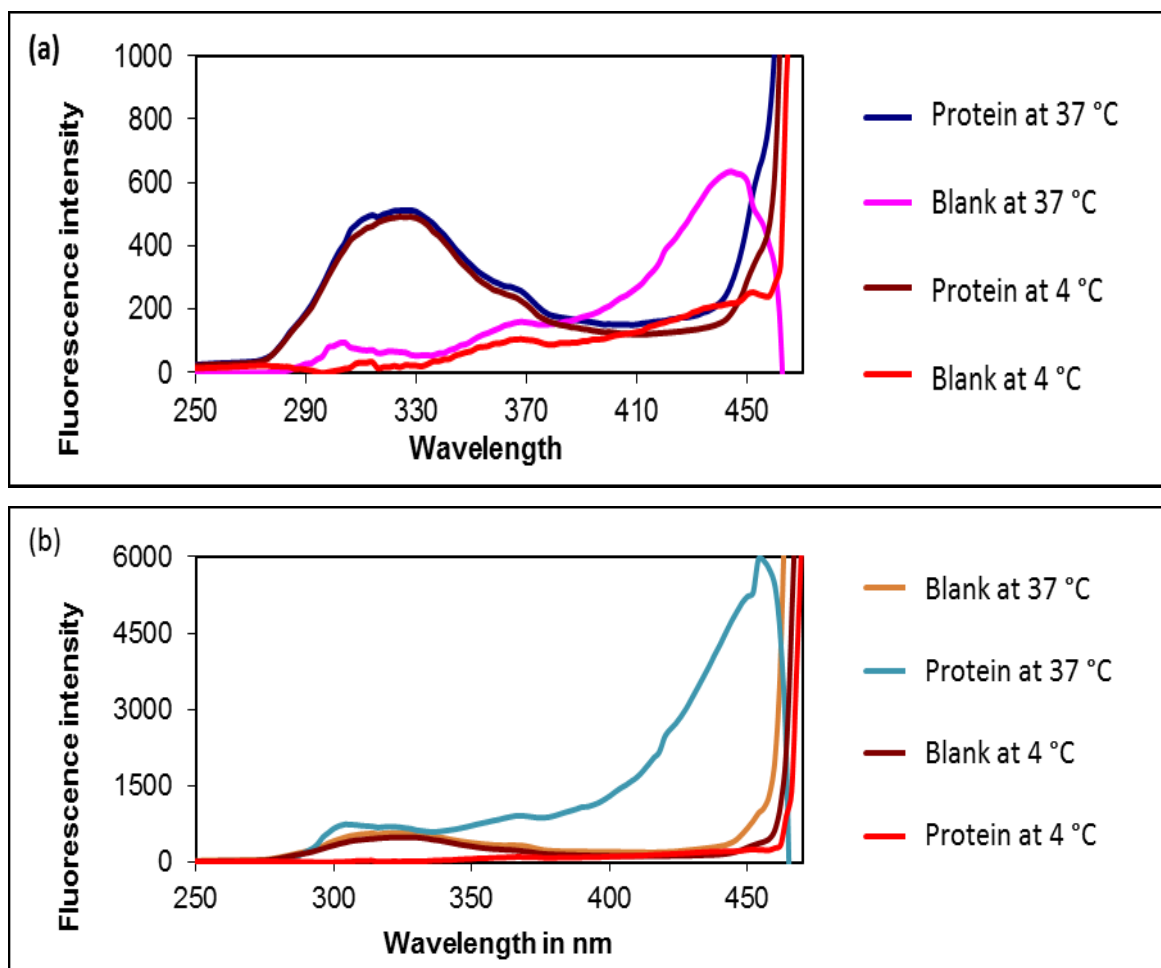 (a)
Fluorescence intensity
1000
800
600
400
200
0
250 290 330 370 410 450
Wavelength
Protein at 37 °C
Blank at 37 °C
Protein at 4 °C
Blank at 4 °C
(b)
Fluorescence intensity
6000
4500
3000
1500
0
250 300 350 400 450
Wavelength in nm
Blank at 37 °C
Protein at 37 °C
Blank at 4 °C
Protein at 4 °C